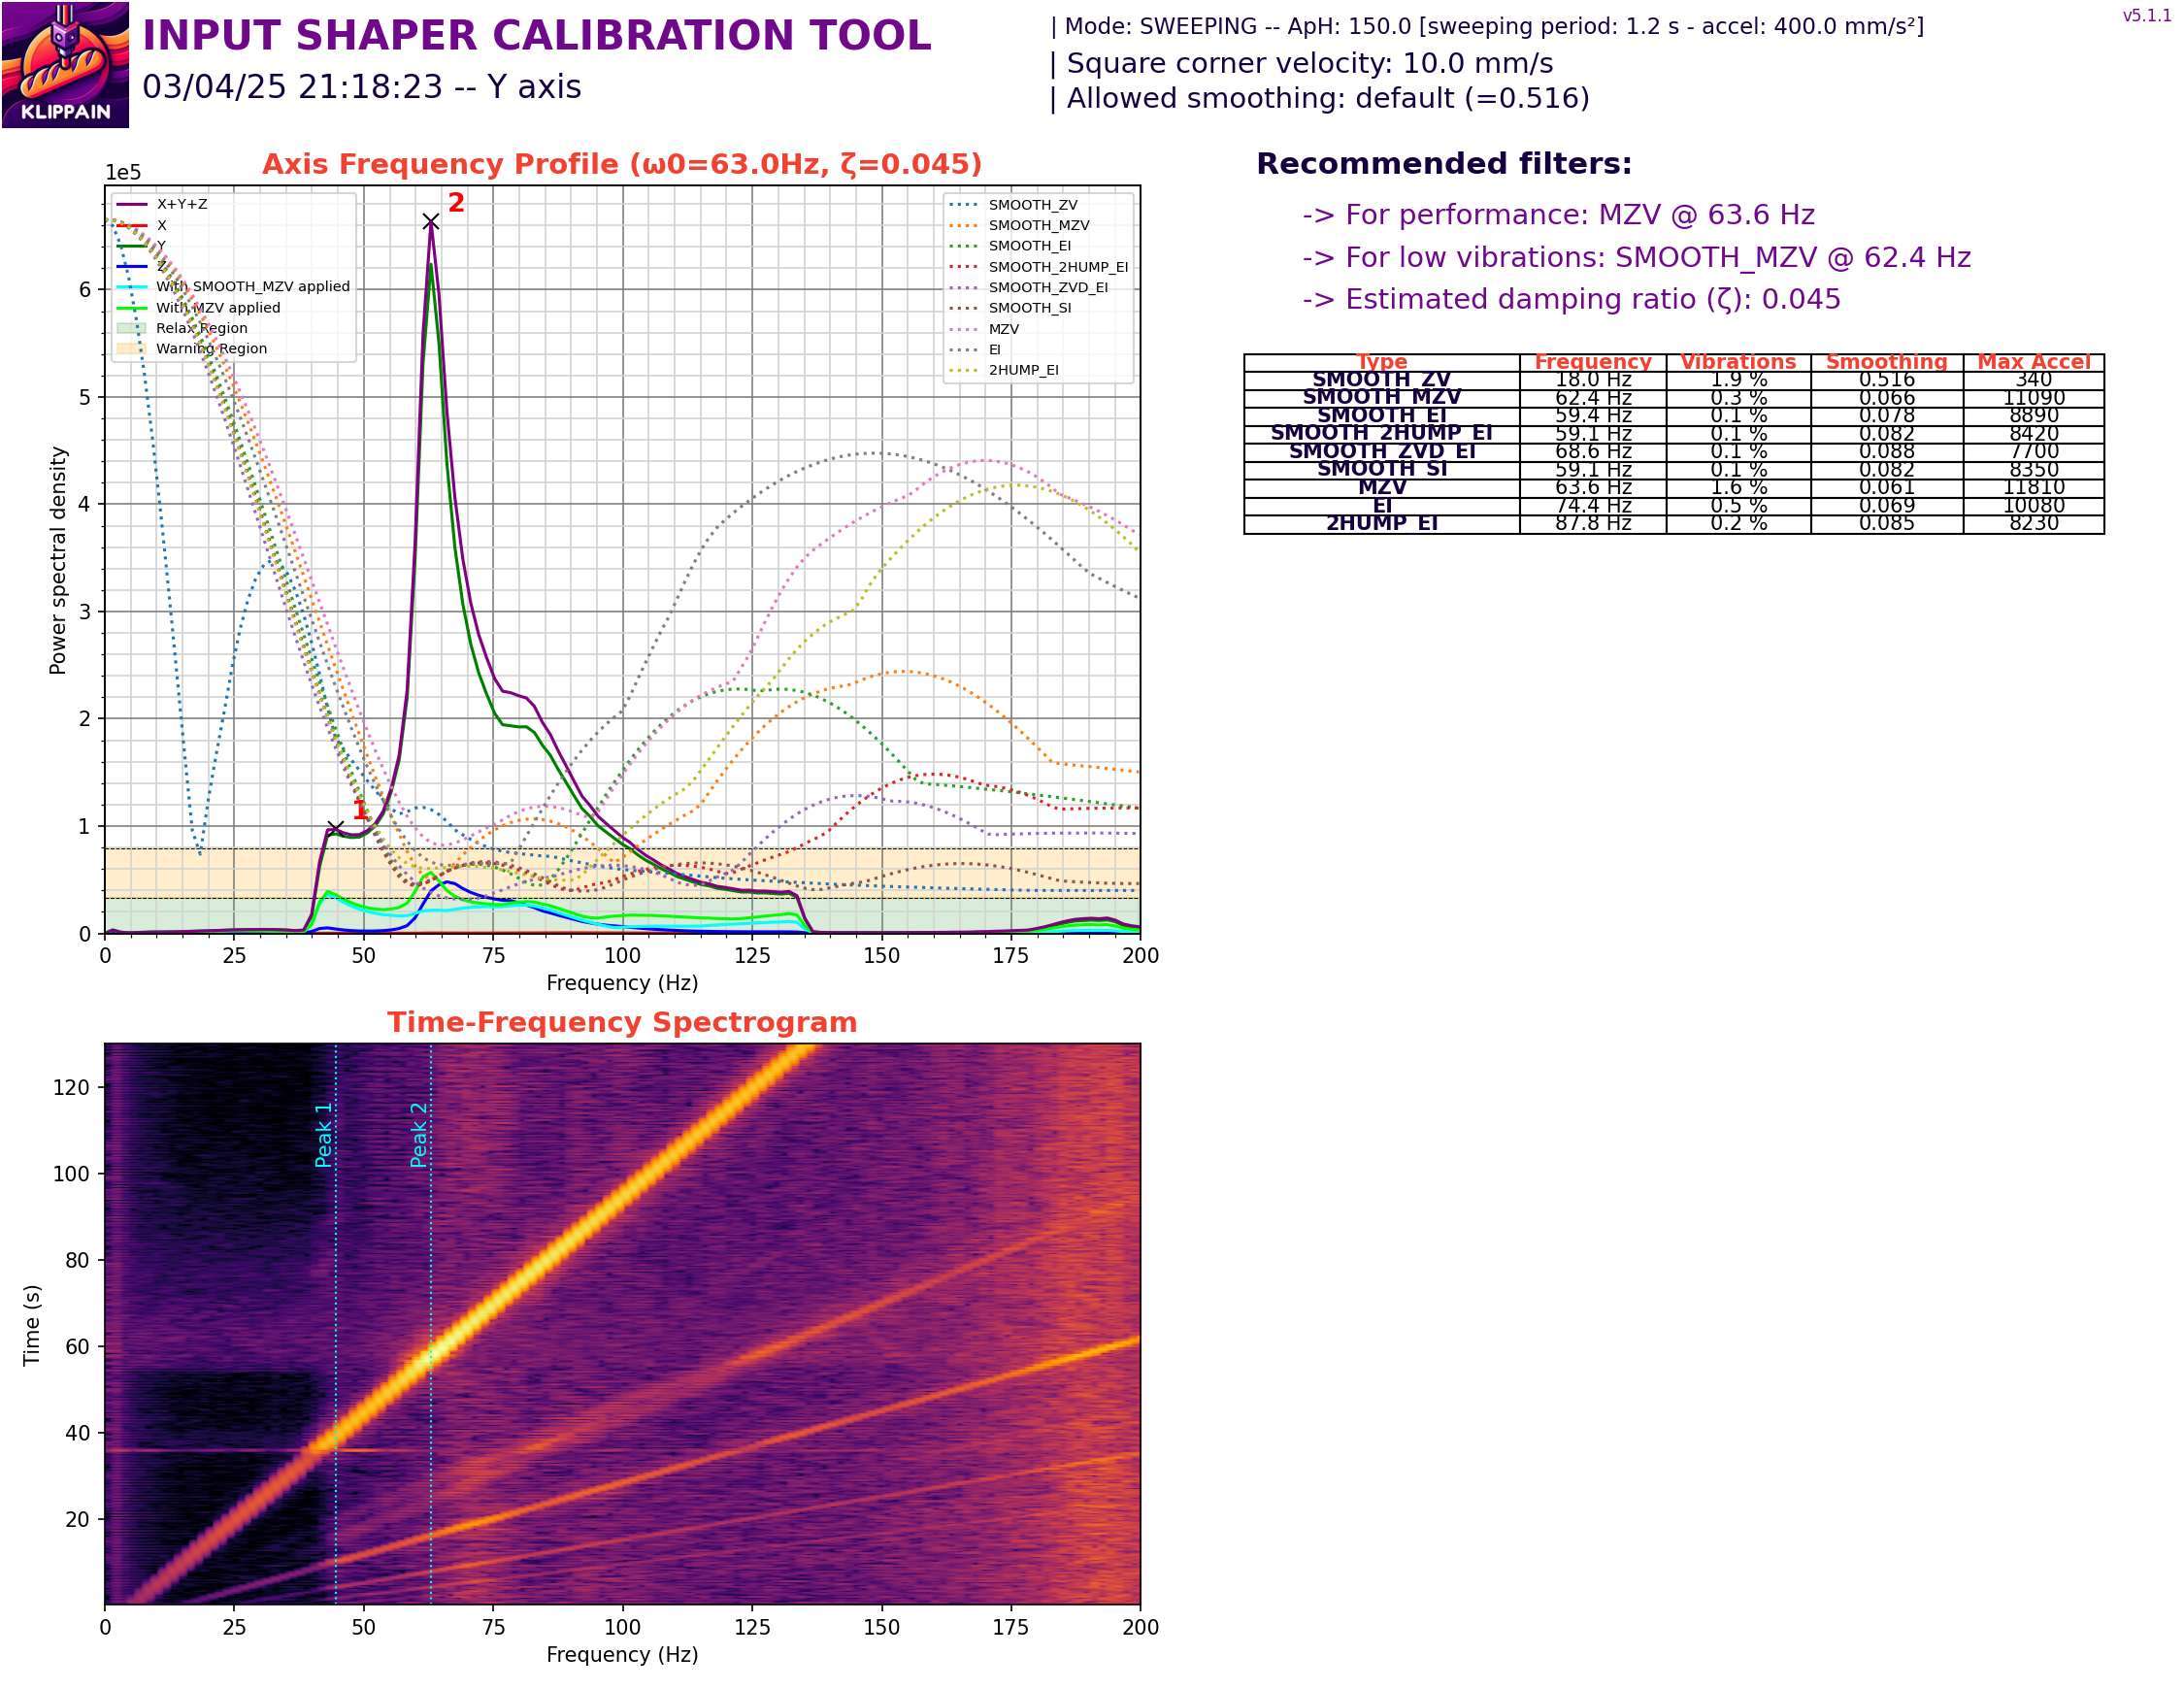 KLIPPAIN
INPUT SHAPER CALIBRATION TOOL
03/04/25 21:18:23 -- Y axis
| Mode: SWEEPING -- ApH: 150.0 [sweeping period: 1.2 s - accel: 400.0 mm/s²]
| Square corner velocity: 10.0 mm/s
| Allowed smoothing: default (=0.516)
v5.1.1
Axis Frequency Profile (ω0=63.0Hz, ζ=0.045)
1e5
X+Y+Z
X
Y
Z
With SMOOTH_MZV applied
With MZV applied
Relax Region
Warning Region
SMOOTH_ZV
SMOOTH_MZV
SMOOTH_EI
SMOOTH_2HUMP_EI
SMOOTH_ZVD_EI
SMOOTH_SI
MZV
EI
2HUMP_EI
2
1
6
5
4
3
2
1
0
Power spectral density
0 25 50 75 100 125 150 175 200
Frequency (Hz)
Recommended filters:
-> For performance: MZV @ 63.6 Hz
-> For low vibrations: SMOOTH_MZV @ 62.4 Hz
-> Estimated damping ratio (ζ): 0.045
Type Frequency Vibrations Smoothing Max Accel
SMOOTH_ZV 18.0 Hz 1.9 % 0.516 340
SMOOTH_MZV 62.4 Hz 0.3 % 0.066 11090
SMOOTH_EI 59.4 Hz 0.1 % 0.078 8890
SMOOTH_2HUMP_EI 59.1 Hz 0.1 % 0.082 8420
SMOOTH_ZVD_EI 68.6 Hz 0.1 % 0.088 7700
SMOOTH_SI 59.1 Hz 0.1 % 0.082 8350
MZV 63.6 Hz 1.6 % 0.061 11810
EI 74.4 Hz 0.5 % 0.069 10080
2HUMP_EI 87.8 Hz 0.2 % 0.085 8230
Time-Frequency Spectrogram
Peak 1
Peak 2
120
100
80
60
40
20
Time (s)
0 25 50 75 100 125 150 175 200
Frequency (Hz)